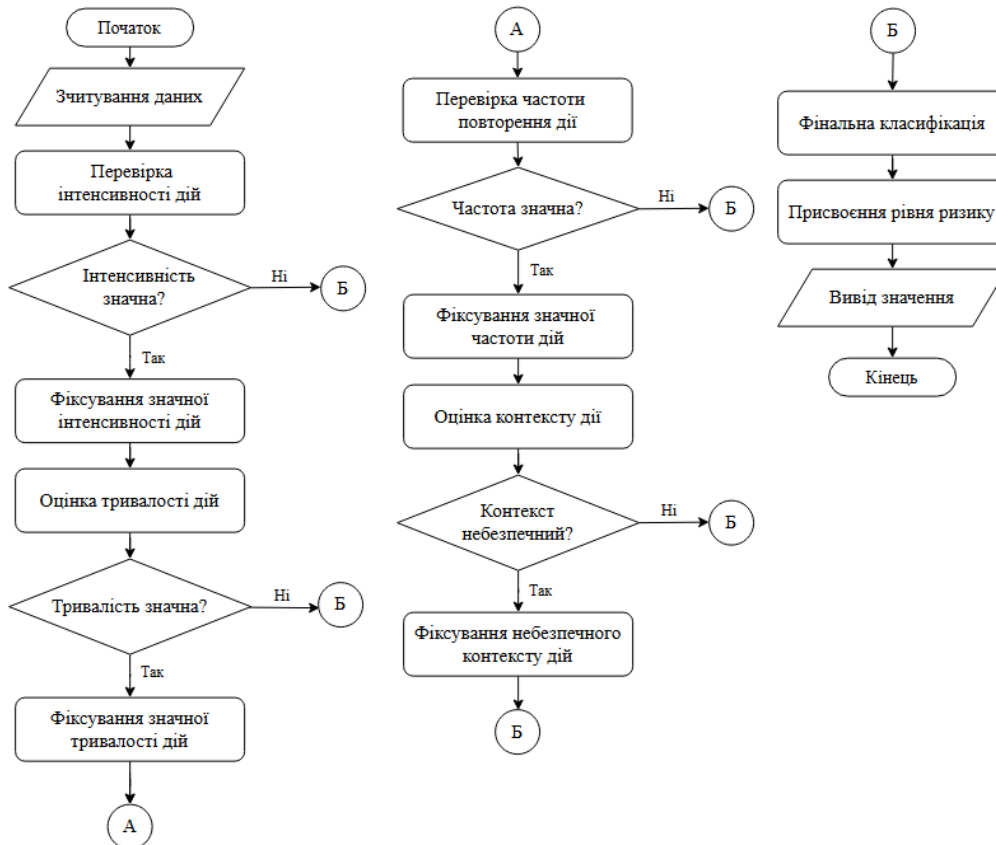 Початок
Зчитування даних
Перевірка
інтенсивності дій
Інтенсивність
значна?
Ні
Б
Так
Фіксування значної
інтенсивності дій
Оцінка тривалості дій
Тривалість значна?
Ні
Б
Так
Фіксування значної
тривалості дій
А
А
Перевірка частоти
повторення дії
Частота значна?
Ні
Б
Так
Фіксування значної
частоти дій
Оцінка контексту дії
Контекст
небезпечний?
Ні
Б
Так
Фіксування небезпечного
контексту дій
Б
Б
Фінальна класифікація
Присвоєння рівня ризику
Вивід значення
Кінець